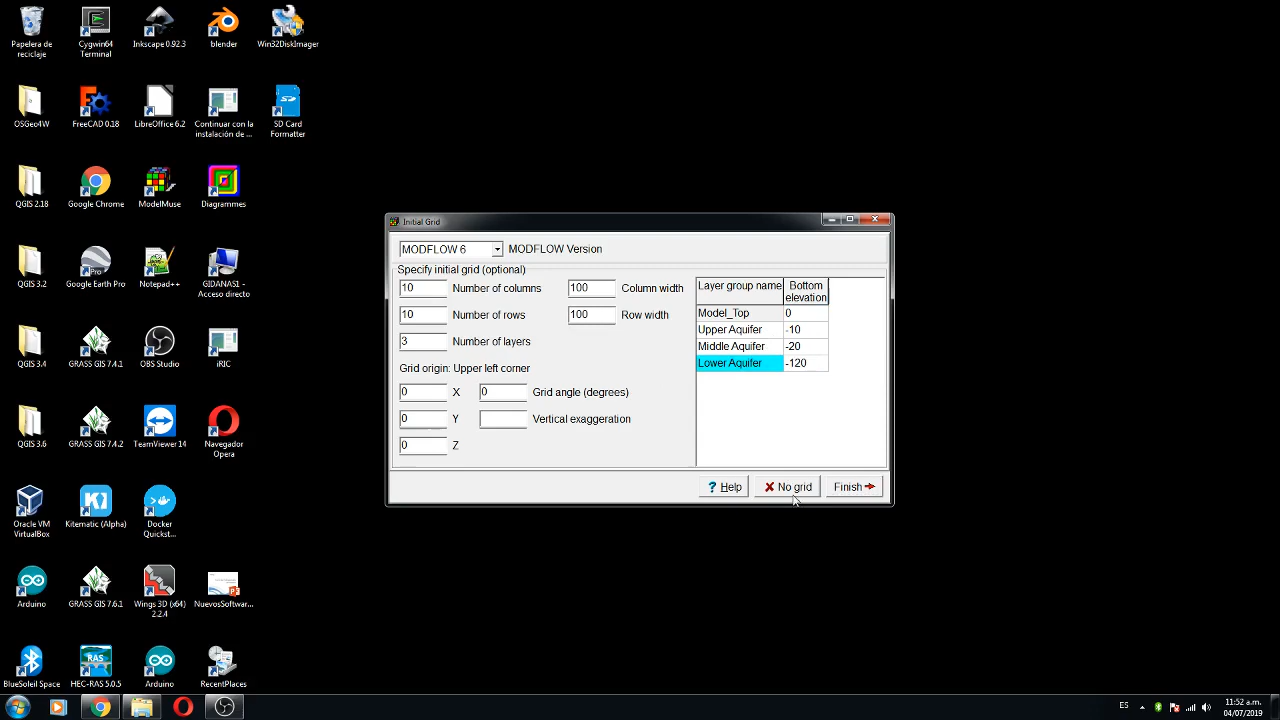 Papelera de
reciclaje
Cygwin64
Terminal
Inkscape 0.92.3
blender
Win32DiskImager
OSGeo4W
FreeCAD 0.18
LibreOffice 6.2
Continuar con la
instalación de ...
SD Card
Formatter
QGIS 2.18
Google Chrome
ModelMuse
Diagrammes
QGIS 3.2
Google Earth Pro
Notepad++
GIDANAS1 -
Acceso directo
QGIS 3.4
GRASS GIS 7.4.1
OBS Studio
iRIC
QGIS 3.6
GRASS GIS 7.4.2
TeamViewer 14
Navegador
Opera
Oracle VM
VirtualBox
Kitematic (Alpha)
Docker
Quickst...
Arduino
GRASS GIS 7.6.1
Wings 3D (x64)
2.2.4
NuevosSoftwar...
BlueSoleil Space
HEC-RAS 5.0.5
Arduino
RecentPlaces
Initial Grid
MODFLOW 6
MODFLOW Version
Specify initial grid (optional)
10 Number of columns 100 Column width
10 Number of rows 100 Row width
3 Number of layers
Grid origin: Upper left corner
0 X 0 Grid angle (degrees)
0 Y Vertical exaggeration
0 Z
Layer group name Bottom
elevation
Model_Top 0
Upper Aquifer -10
Middle Aquifer -20
Lower Aquifer -120
? Help
No grid
Finish
ES
11:52 a.m.
04/07/2019